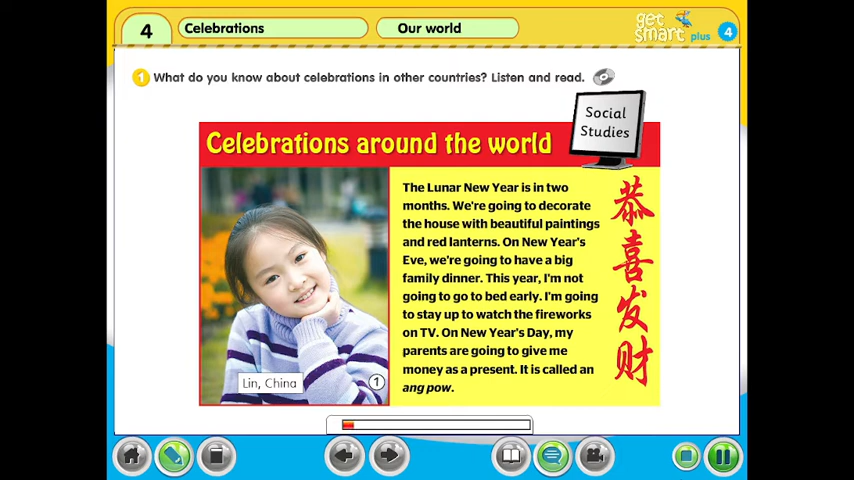 4
Celebrations
Our world
get
smart plus 4
1 What do you know about celebrations in other countries? Listen and read.
Social
Studies
Celebrations around the world
The Lunar New Year is in two
months. We're going to decorate
the house with beautiful paintings
and red lanterns. On New Year's
Eve, we're going to have a big
family dinner. This year, I'm not
going to go to bed early. I'm going
to stay up to watch the fireworks
on TV. On New Year's Day, my
parents are going to give me
money as a present. It is called an
ang pow.
恭喜发财
Lin, China
1